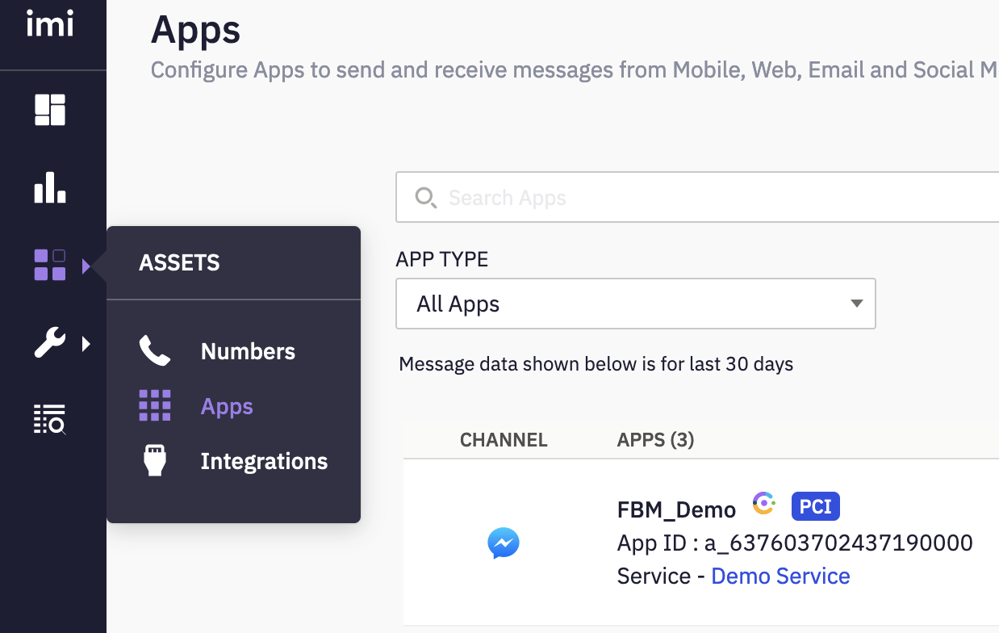 imi
Apps
Configure Apps to send and receive messages from Mobile, Web, Email and Social M
Search Apps
ASSETS
Numbers
Apps
Integrations
APP TYPE
All Apps
Message data shown below is for last 30 days
CHANNEL APPS (3)
FBM_Demo PCI
App ID : a_637603702437190000
Service - Demo Service